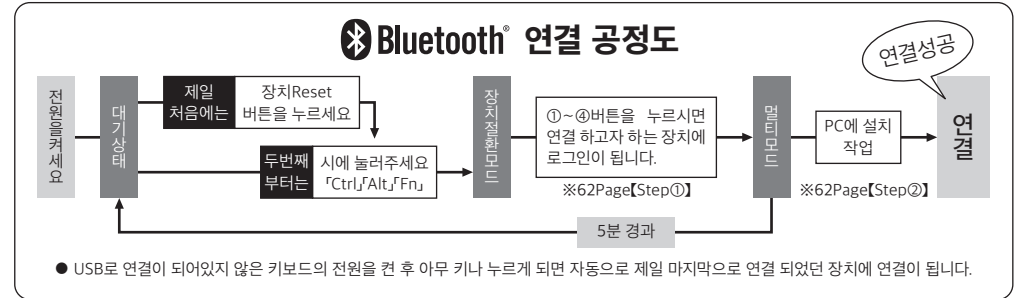 Bluetooth® 연결 공정도
연결성공
전원을켜세요
대기상태
제일
처음에는
장치Reset
버튼을 누르세요
두번째
부터는
시에 눌러주세요
「Ctrl」「Alt」「Fn」
장치절환모드
①~④버튼을 누르시면
연결 하고자 하는 장치에
로그인이 됩니다.
※62Page【Step①】
멀티모드
PC에 설치
작업
※62Page【Step②】
연결
5분 경과
● USB로 연결이 되어있지 않은 키보드의 전원을 켠 후 아무 키나 누르게 되면 자동으로 제일 마지막으로 연결 되었던 장치에 연결이 됩니다.